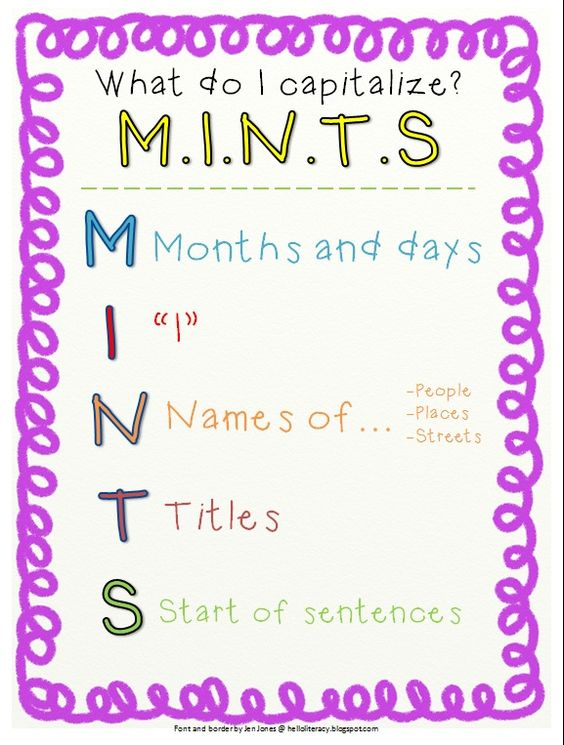 What do I capitalize?
M.I.N.T.S
M Months and days
I “I”
N Names of...
-People
-Places
-Streets
T Titles
S Start of sentences
Font and border by Jen Jones @ helloliteracy.blogspot.com